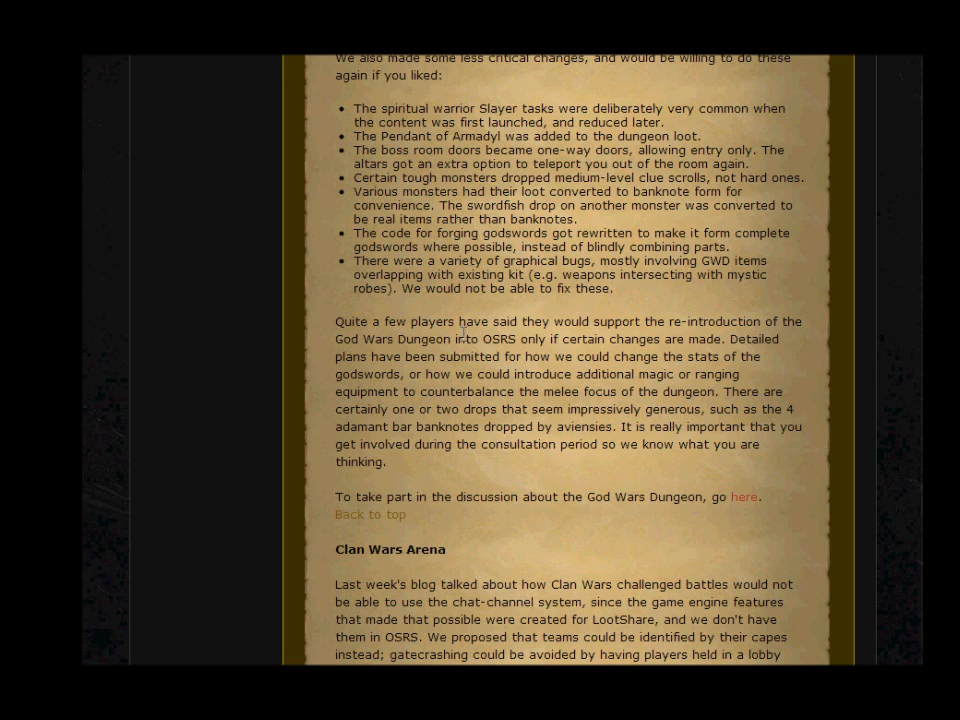 We also made some less critical changes, and would be willing to do these
again if you liked:
• The spiritual warrior Slayer tasks were deliberately very common when
the content was first launched, and reduced later.
• The Pendant of Armadyl was added to the dungeon loot.
• The boss room doors became one-way doors, allowing entry only. The
altars got an extra option to teleport you out of the room again.
• Certain tough monsters dropped medium-level clue scrolls, not hard ones.
• Various monsters had their loot converted to banknote form for
convenience. The swordfish drop on another monster was converted to
be real items rather than banknotes.
• The code for forging godswords got rewritten to make it form complete
godswords where possible, instead of blindly combining parts.
• There were a variety of graphical bugs, mostly involving GWD items
overlapping with existing kit (e.g. weapons intersecting with mystic
robes). We would not be able to fix these.
Quite a few players have said they would support the re-introduction of the
God Wars Dungeon into OSRS only if certain changes are made. Detailed
plans have been submitted for how we could change the stats of the
godswords, or how we could introduce additional magic or ranging
equipment to counterbalance the melee focus of the dungeon. There are
certainly one or two drops that seem impressively generous, such as the 4
adamant bar banknotes dropped by aviensies. It is really important that you
get involved during the consultation period so we know what you are
thinking.
To take part in the discussion about the God Wars Dungeon, go here.
Back to top
Clan Wars Arena
Last week's blog talked about how Clan Wars challenged battles would not
be able to use the chat-channel system, since the game engine features
that made that possible were created for LootShare, and we don't have
them in OSRS. We proposed that teams could be identified by their capes
instead; gatecrashing could be avoided by having players held in a lobby